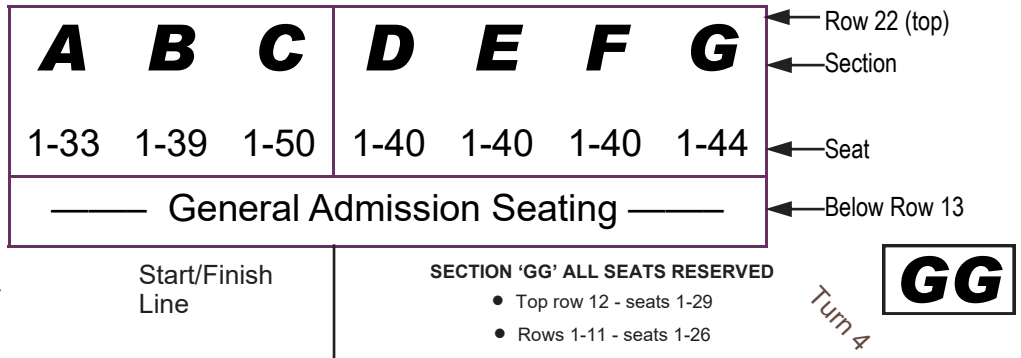 A B C D E F G
Row 22 (top)
Section
1-33 1-39 1-50 1-40 1-40 1-40 1-44
Seat
General Admission Seating
Below Row 13
Start/Finish
Line
SECTION ‘GG’ ALL SEATS RESERVED
• Top row 12 - seats 1-29
• Rows 1-11 - seats 1-26
Turn 4
GG